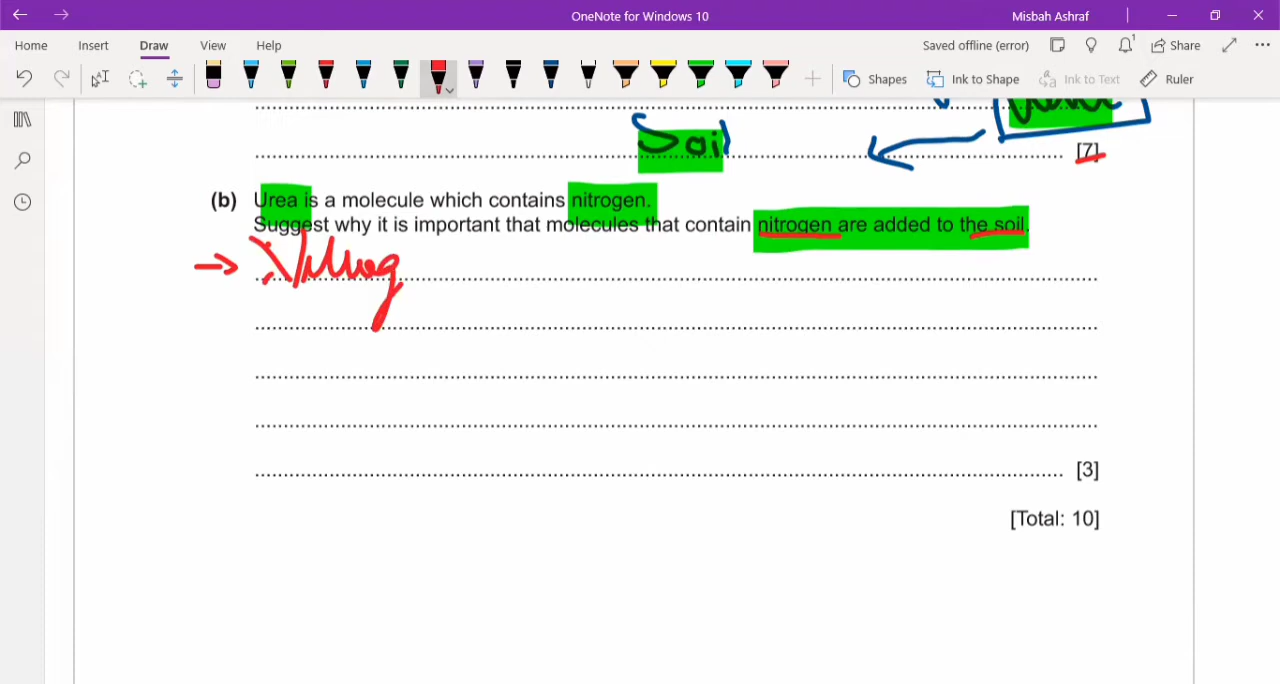 OneNote for Windows 10
Misbah Ashraf
Home Insert Draw View Help
Saved offline (error) 1 Share
Shapes Ink to Shape Ink to Text Ruler
Soil
[7]
(b) Urea is a molecule which contains nitrogen.
Suggest why it is important that molecules that contain nitrogen are added to the soil.
[3]
[Total: 10]